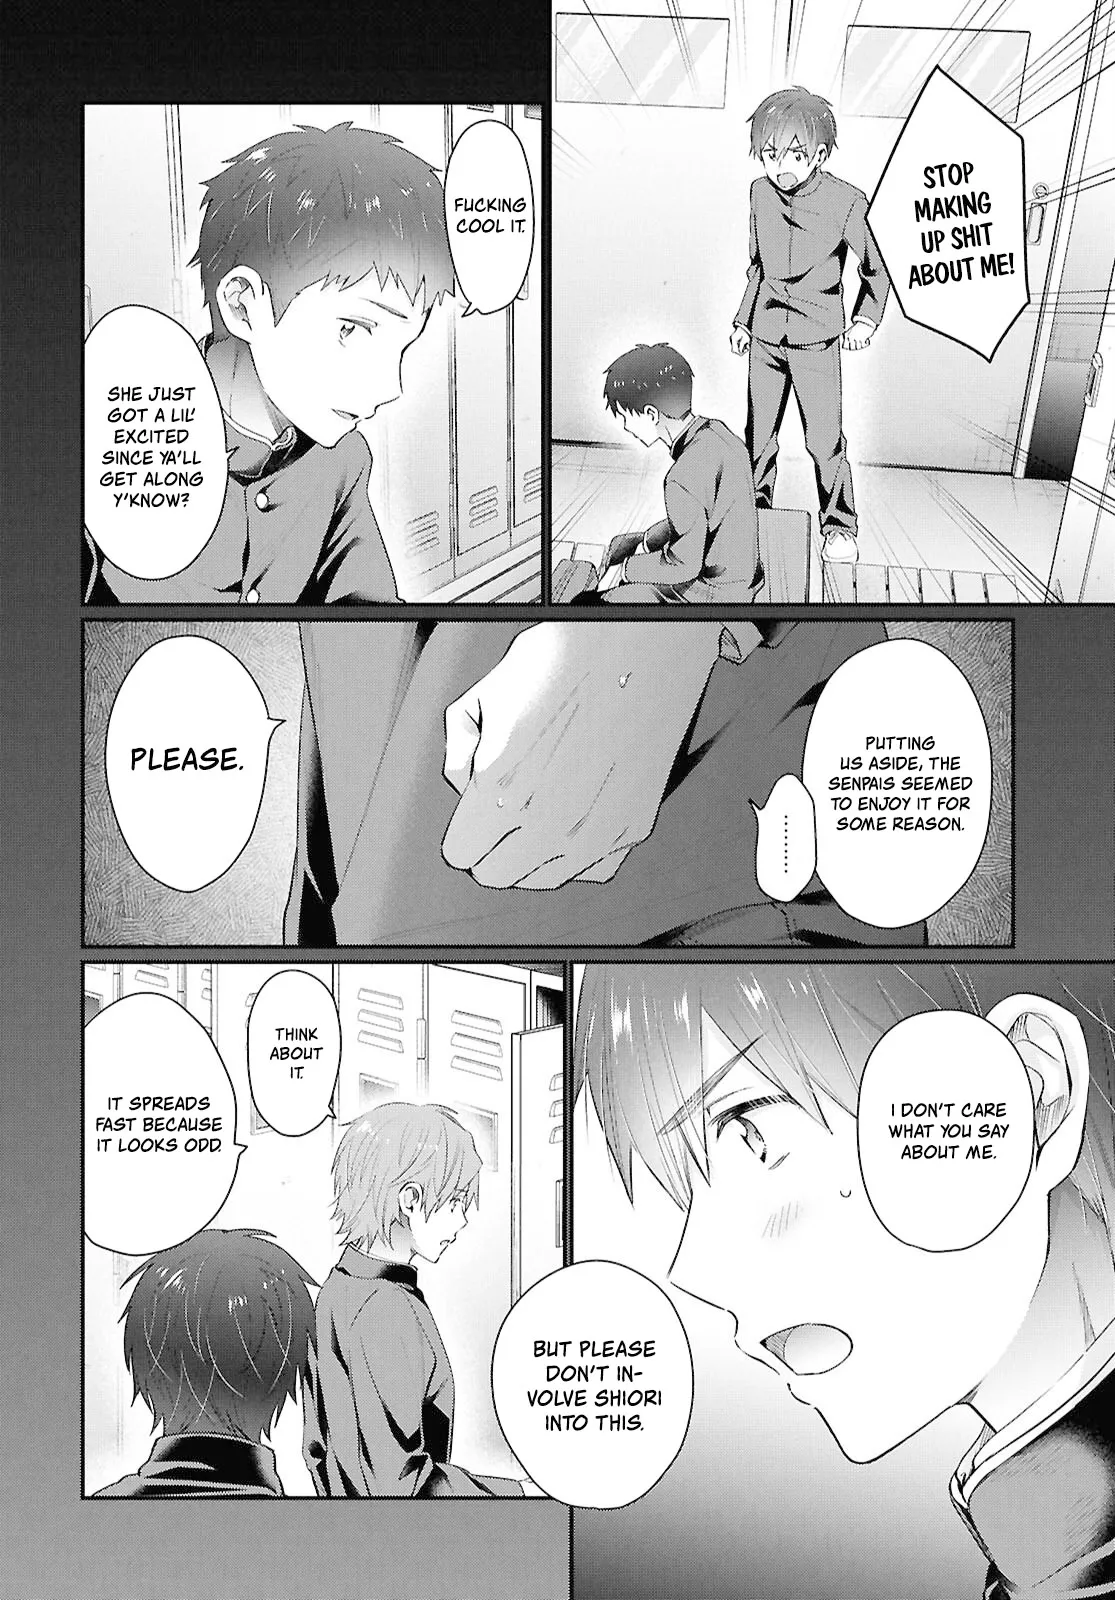 STOP
MAKING
UP SHIT
ABOUT ME!
FUCKING
COOL IT.
SHE JUST
GOT A LIL'
EXCITED
SINCE YA'LL
GET ALONG
Y'KNOW?
PUTTING
US ASIDE, THE
SENPAIS SEEMED
TO ENJOY IT FOR
SOME REASON.
........
PLEASE.
I DON'T CARE
WHAT YOU SAY
ABOUT ME.
BUT PLEASE
DON'T IN-
VOLVE SHIORI
INTO THIS.
THINK
ABOUT
IT.
IT SPREADS
FAST BECAUSE
IT LOOKS ODD.